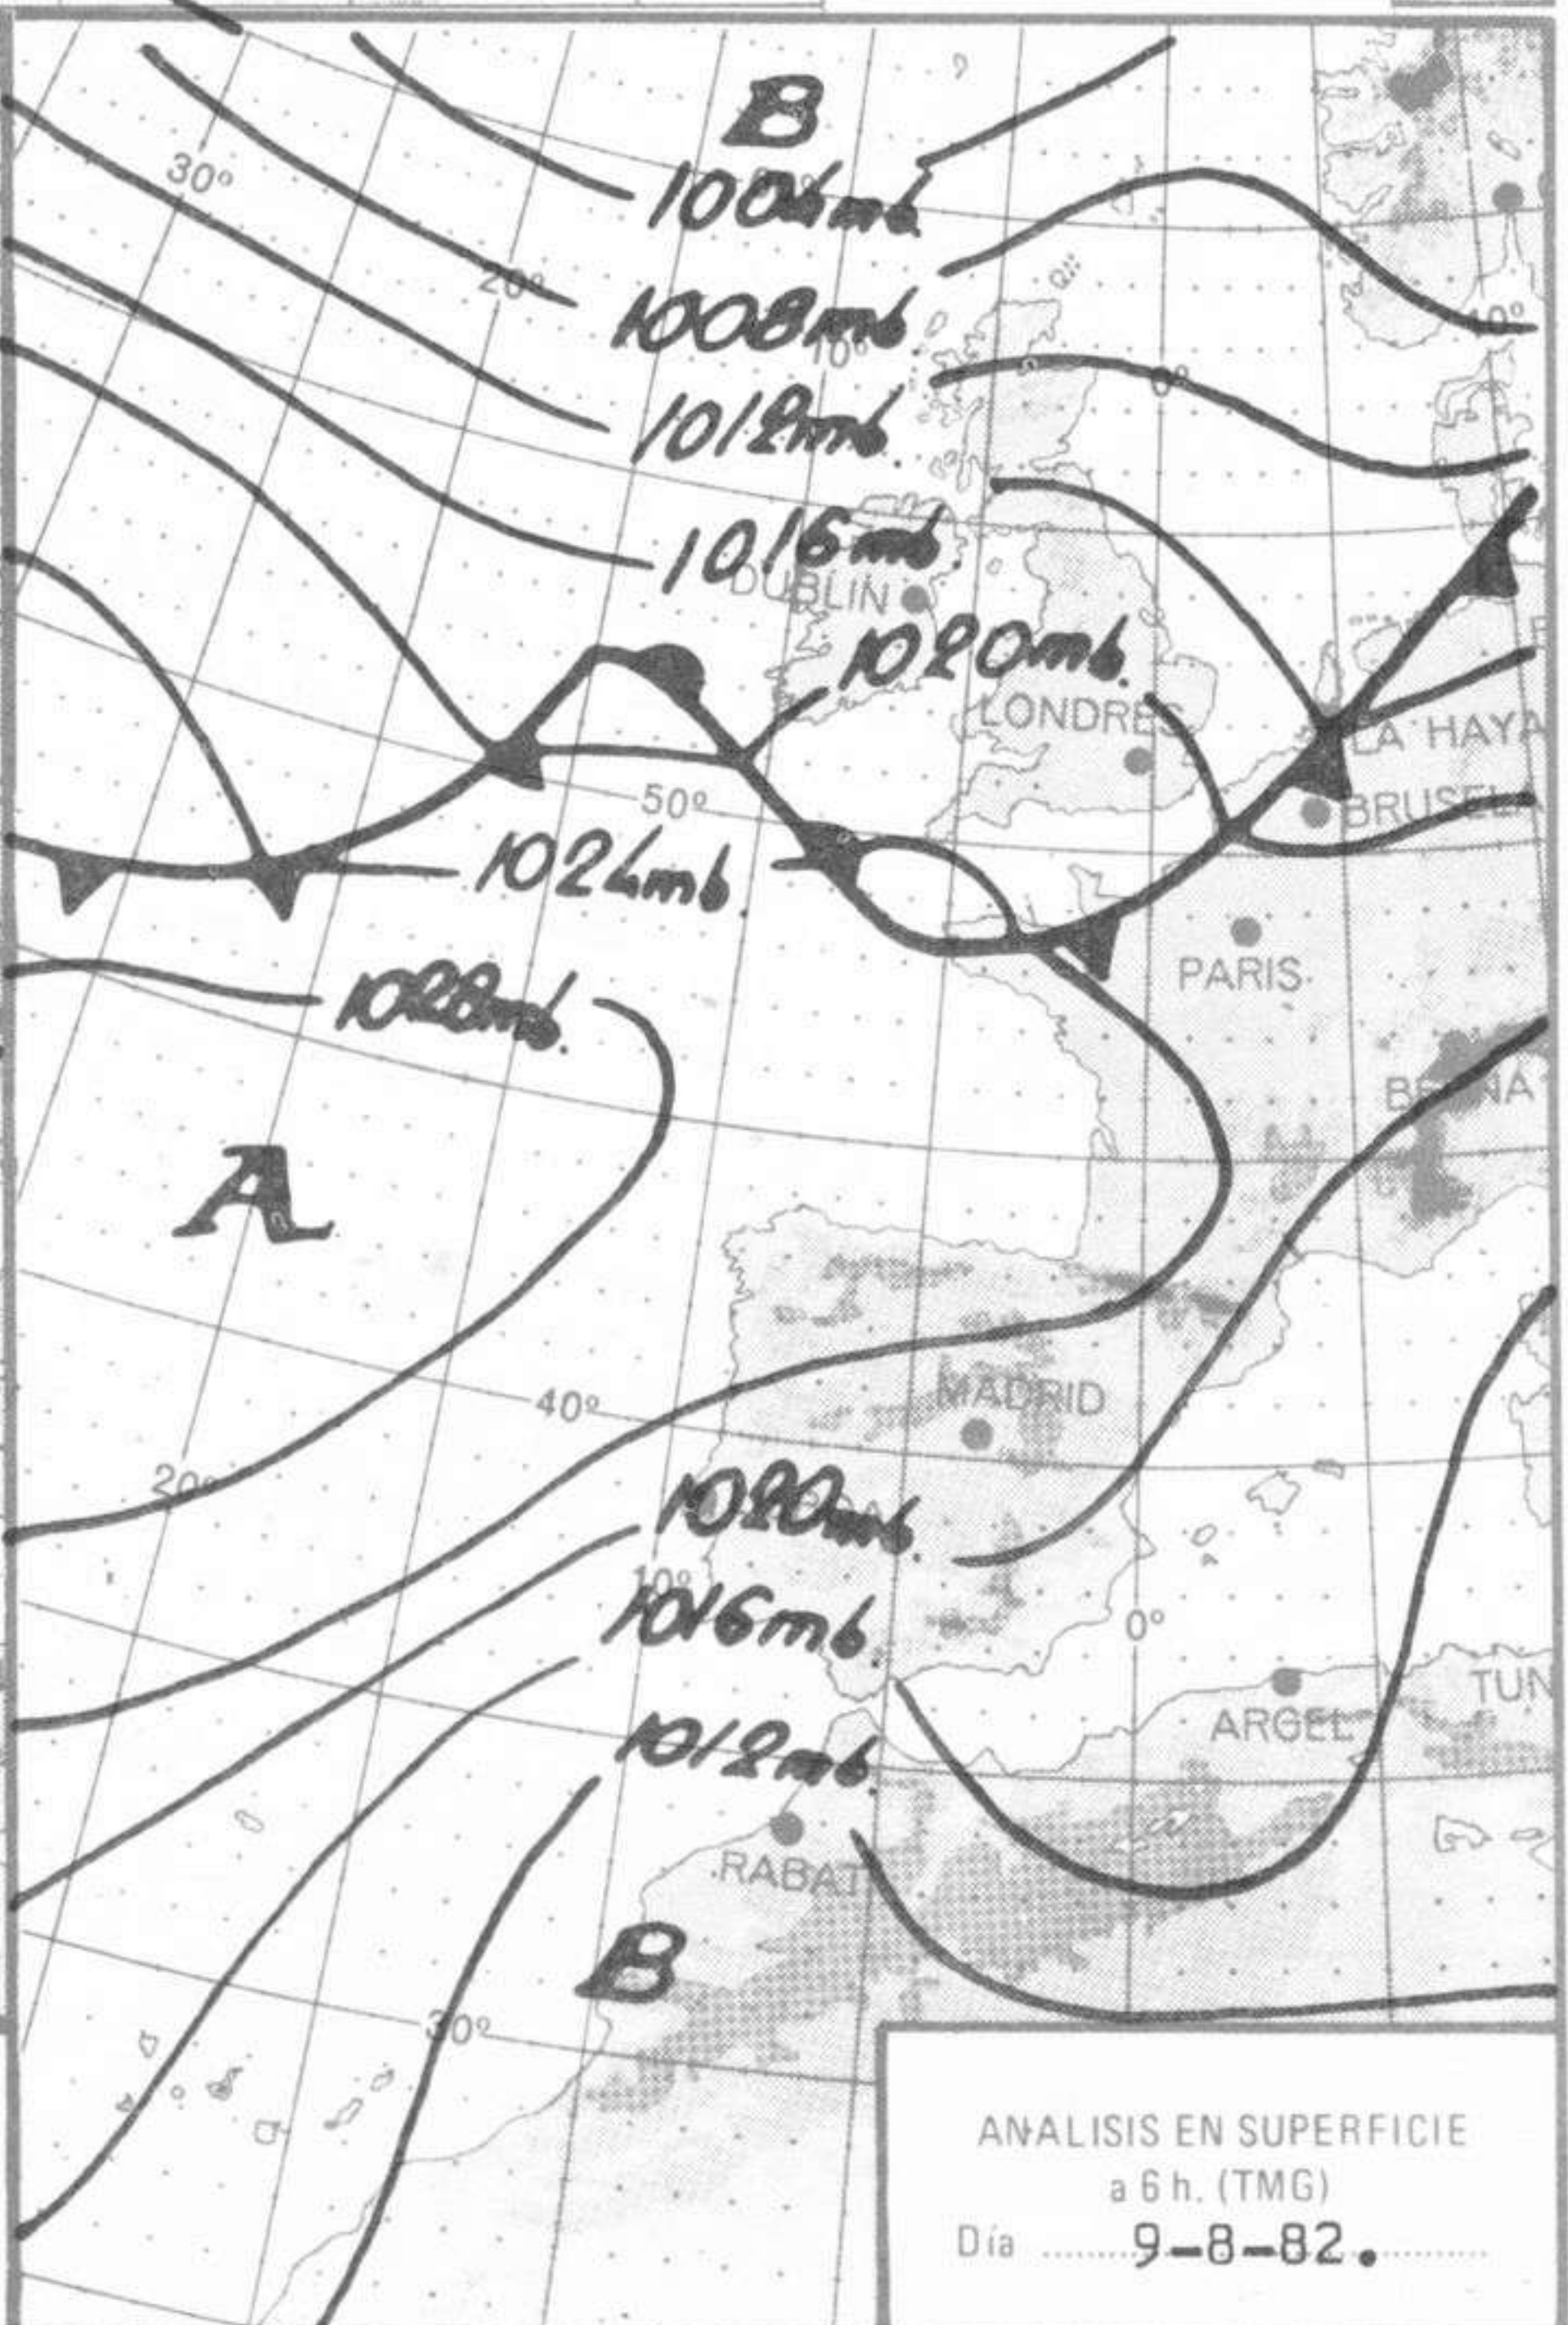 B
30º
1004mb.
20º
1008mb.
10º
10º
0º
1012mb.
1016mb.
DUBLIN
1020mb.
LONDRES
LA HAYA
50º
BRUSELA
1024mb.
PARIS
1028mb.
A
40º
MADRID
20º
1020mb.
10º
1016mb.
0º
TUN
ARGEL
1012mb.
RABAT
B
30º
ANALISIS EN SUPERFICIE
a 6 h. (TMG)
Día 9-8-82.